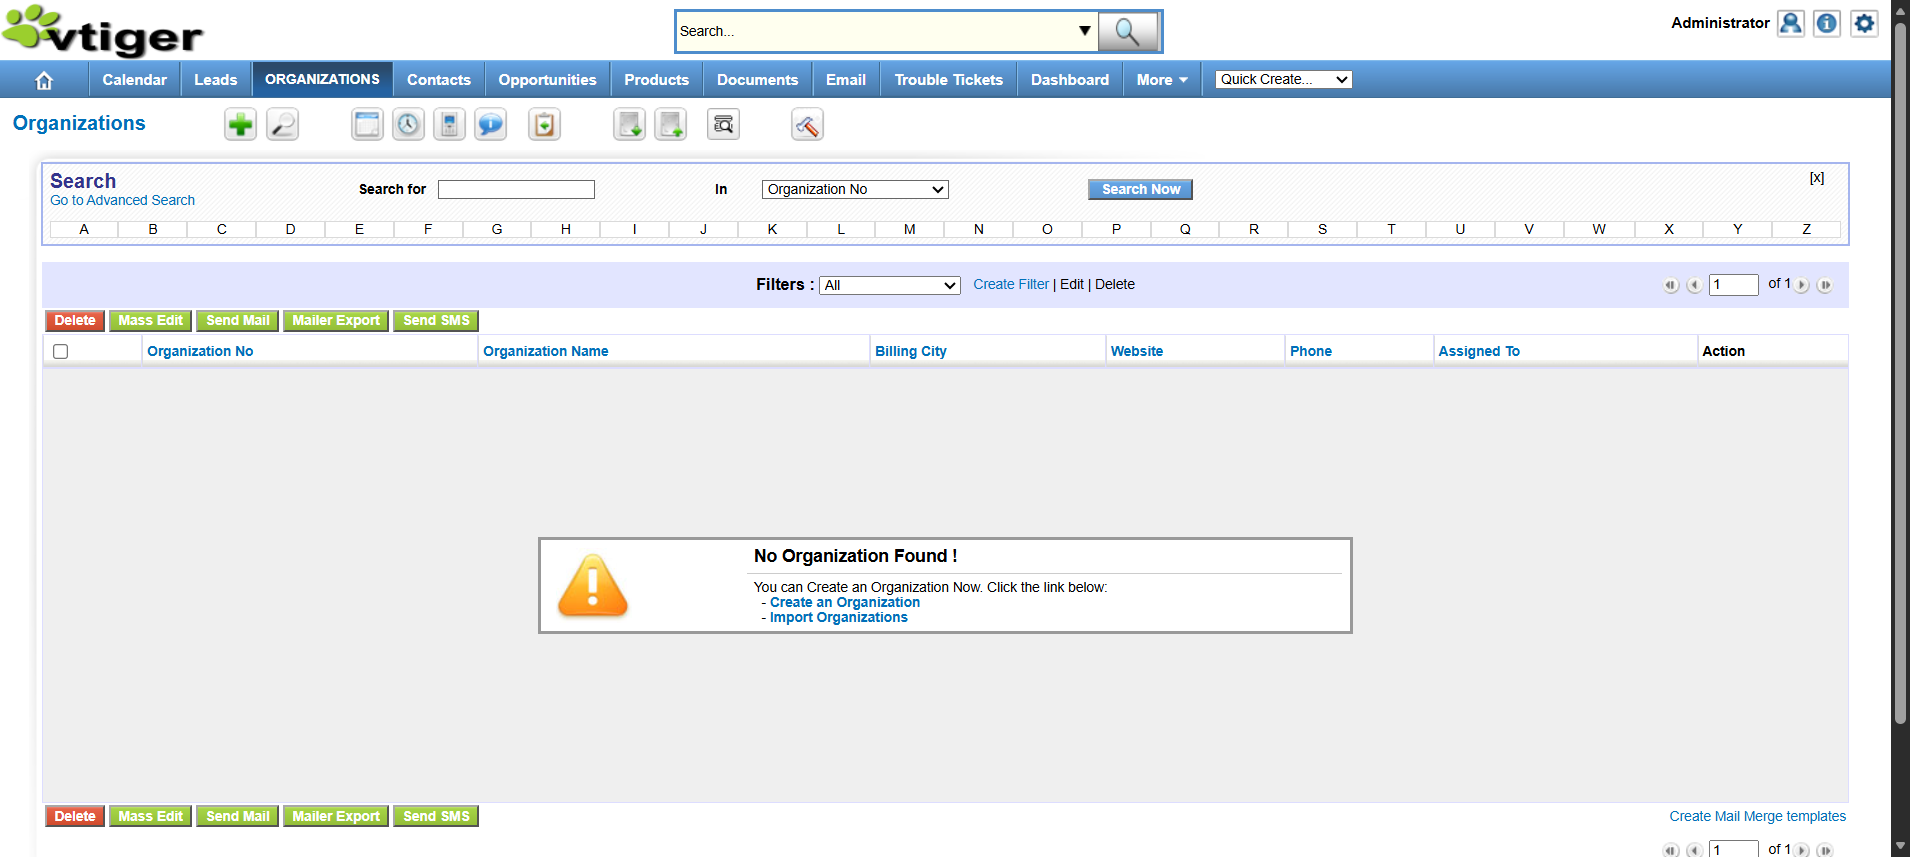 vtiger
Search...
Administrator
Calendar Leads ORGANIZATIONS Contacts Opportunities Products Documents Email Trouble Tickets Dashboard More Quick Create...
Organizations
Search
Go to Advanced Search
Search for In Organization No Search Now [x]
A B C D E F G H I J K L M N O P Q R S T U V W X Y Z
Filters : All Create Filter | Edit | Delete 1 of 1
Delete Mass Edit Send Mail Mailer Export Send SMS
Organization No Organization Name Billing City Website Phone Assigned To Action
No Organization Found !
You can Create an Organization Now. Click the link below:
- Create an Organization
- Import Organizations
Delete Mass Edit Send Mail Mailer Export Send SMS Create Mail Merge templates
1 of 1